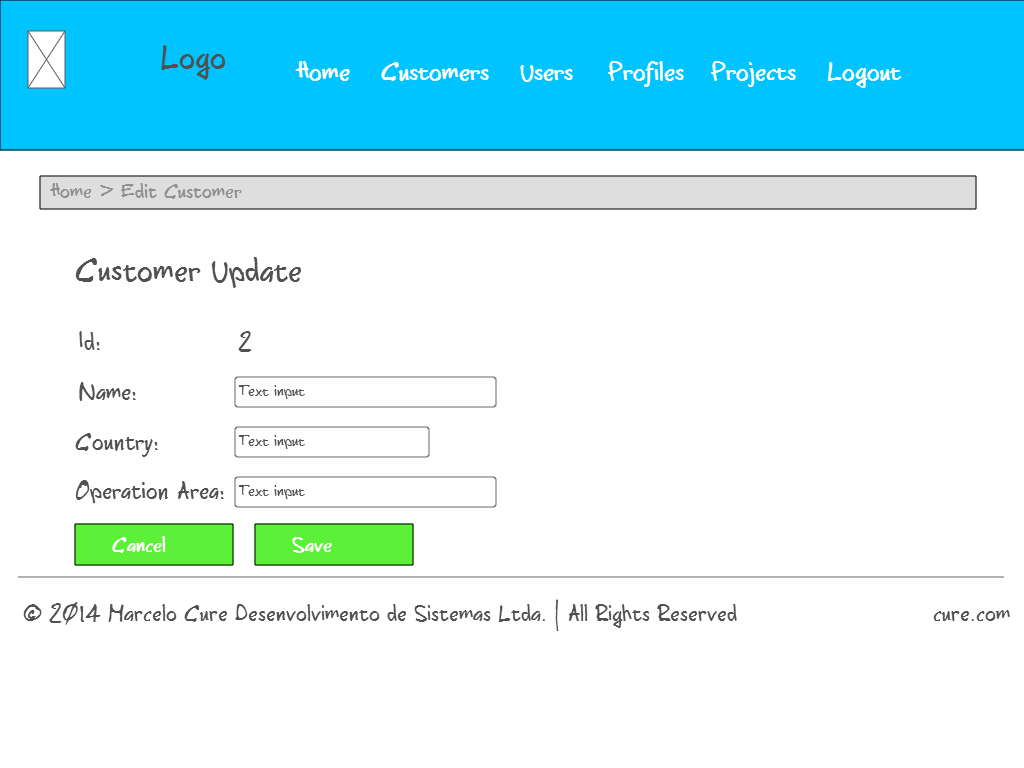 Logo
Home Customers Users Profiles Projects Logout
Home > Edit Customer
Customer Update
Id: 2
Name: Text input
Country: Text input
Operation Area: Text input
Cancel Save
© 2014 Marcelo Cure Desenvolvimento de Sistemas Ltda. | All Rights Reserved cure.com